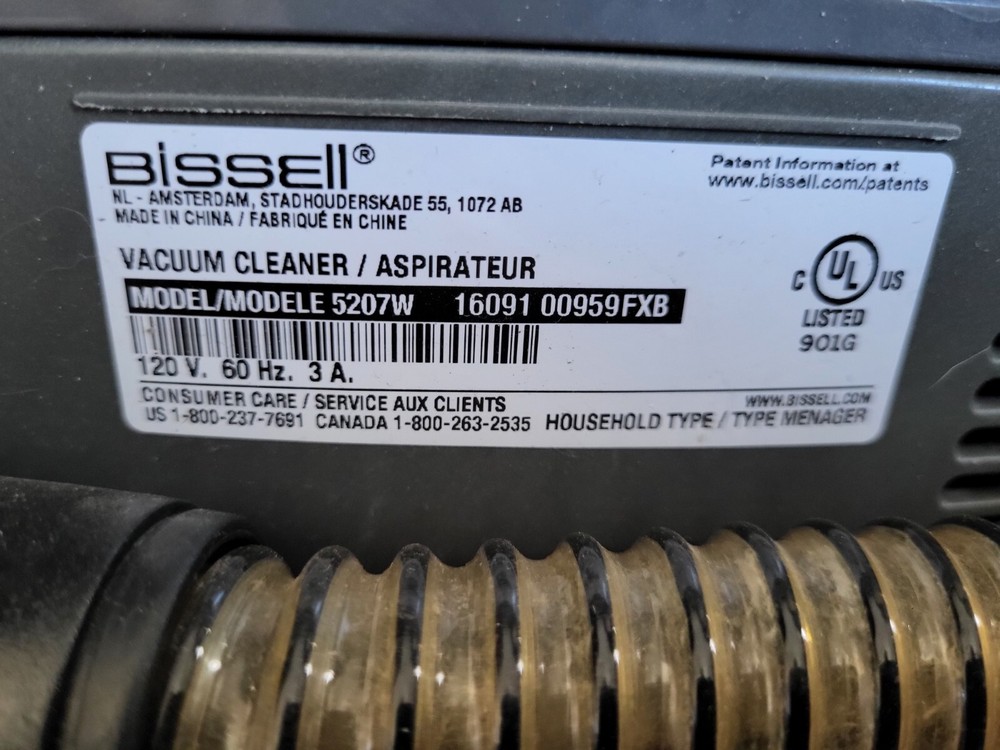 BISSELL®
NL - AMSTERDAM, STADHOUDERSKADE 55, 1072 AB
MADE IN CHINA / FABRIQUÉ EN CHINE
Patent Information at
www.bissell.com/patents
VACUUM CLEANER / ASPIRATEUR
MODEL/MODELE 5207W 16091 00959FXB
C UL US
LISTED
901G
120 V. 60 Hz. 3 A.
CONSUMER CARE / SERVICE AUX CLIENTS
WWW.BISSELL.COM
US 1-800-237-7691 CANADA 1-800-263-2535 HOUSEHOLD TYPE / TYPE MENAGER